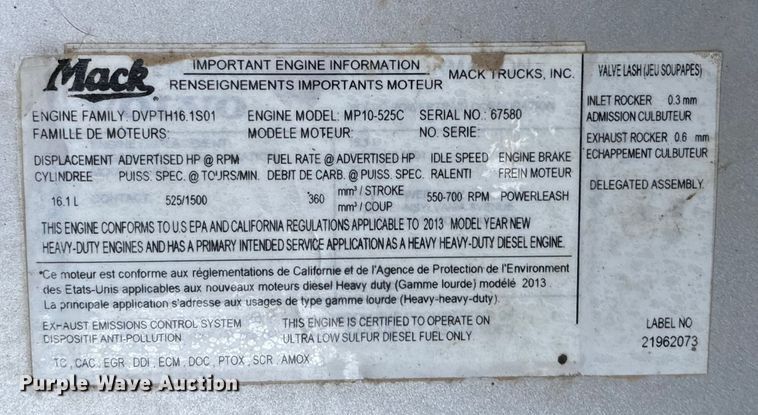 Mack
IMPORTANT ENGINE INFORMATION
RENSEIGNEMENTS IMPORTANTS MOTEUR
MACK TRUCKS, INC.
ENGINE FAMILY: DVPTH16.1S01 ENGINE MODEL: MP10-525C SERIAL NO.: 67580
FAMILLE DE MOTEURS: MODELE MOTEUR: NO. SERIE:
DISPLACEMENT ADVERTISED HP @ RPM FUEL RATE @ ADVERTISED HP IDLE SPEED ENGINE BRAKE
CYLINDREE PUISS. SPEC. @ TOURS/MIN. DEBIT DE CARB. @ PUISS. SPEC. RALENTI FREIN MOTEUR
16.1 L 525/1500 360 mm³ / STROKE 550-700 RPM POWERLEASH
mm³ / COUP
THIS ENGINE CONFORMS TO U.S EPA AND CALIFORNIA REGULATIONS APPLICABLE TO 2013 MODEL YEAR NEW
HEAVY-DUTY ENGINES AND HAS A PRIMARY INTENDED SERVICE APPLICATION AS A HEAVY HEAVY-DUTY DIESEL ENGINE.
*Ce moteur est conforme aux réglementations de Californie et de l'Agence de Protection de l'Environment
des Etats-Unis applicables aux nouveaux moteurs diesel Heavy duty (Gamme lourde) modélé 2013 .
La principale application s'adresse aux usages de type gamme lourde (Heavy-heavy-duty).
EXHAUST EMISSIONS CONTROL SYSTEM THIS ENGINE IS CERTIFIED TO OPERATE ON
DISPOSITIF ANTI-POLLUTION ULTRA LOW SULFUR DIESEL FUEL ONLY.
TC , CAC , EGR , DDI , ECM , DOC , PTOX , SCR , AMOX
VALVE LASH (JEU SOUPAPES)
INLET ROCKER 0.3 mm
ADMISSION CULBUTEUR
EXHAUST ROCKER 0.6 mm
ECHAPPEMENT CULBUTEUR
DELEGATED ASSEMBLY
LABEL NO
21962073
Purple Wave Auction